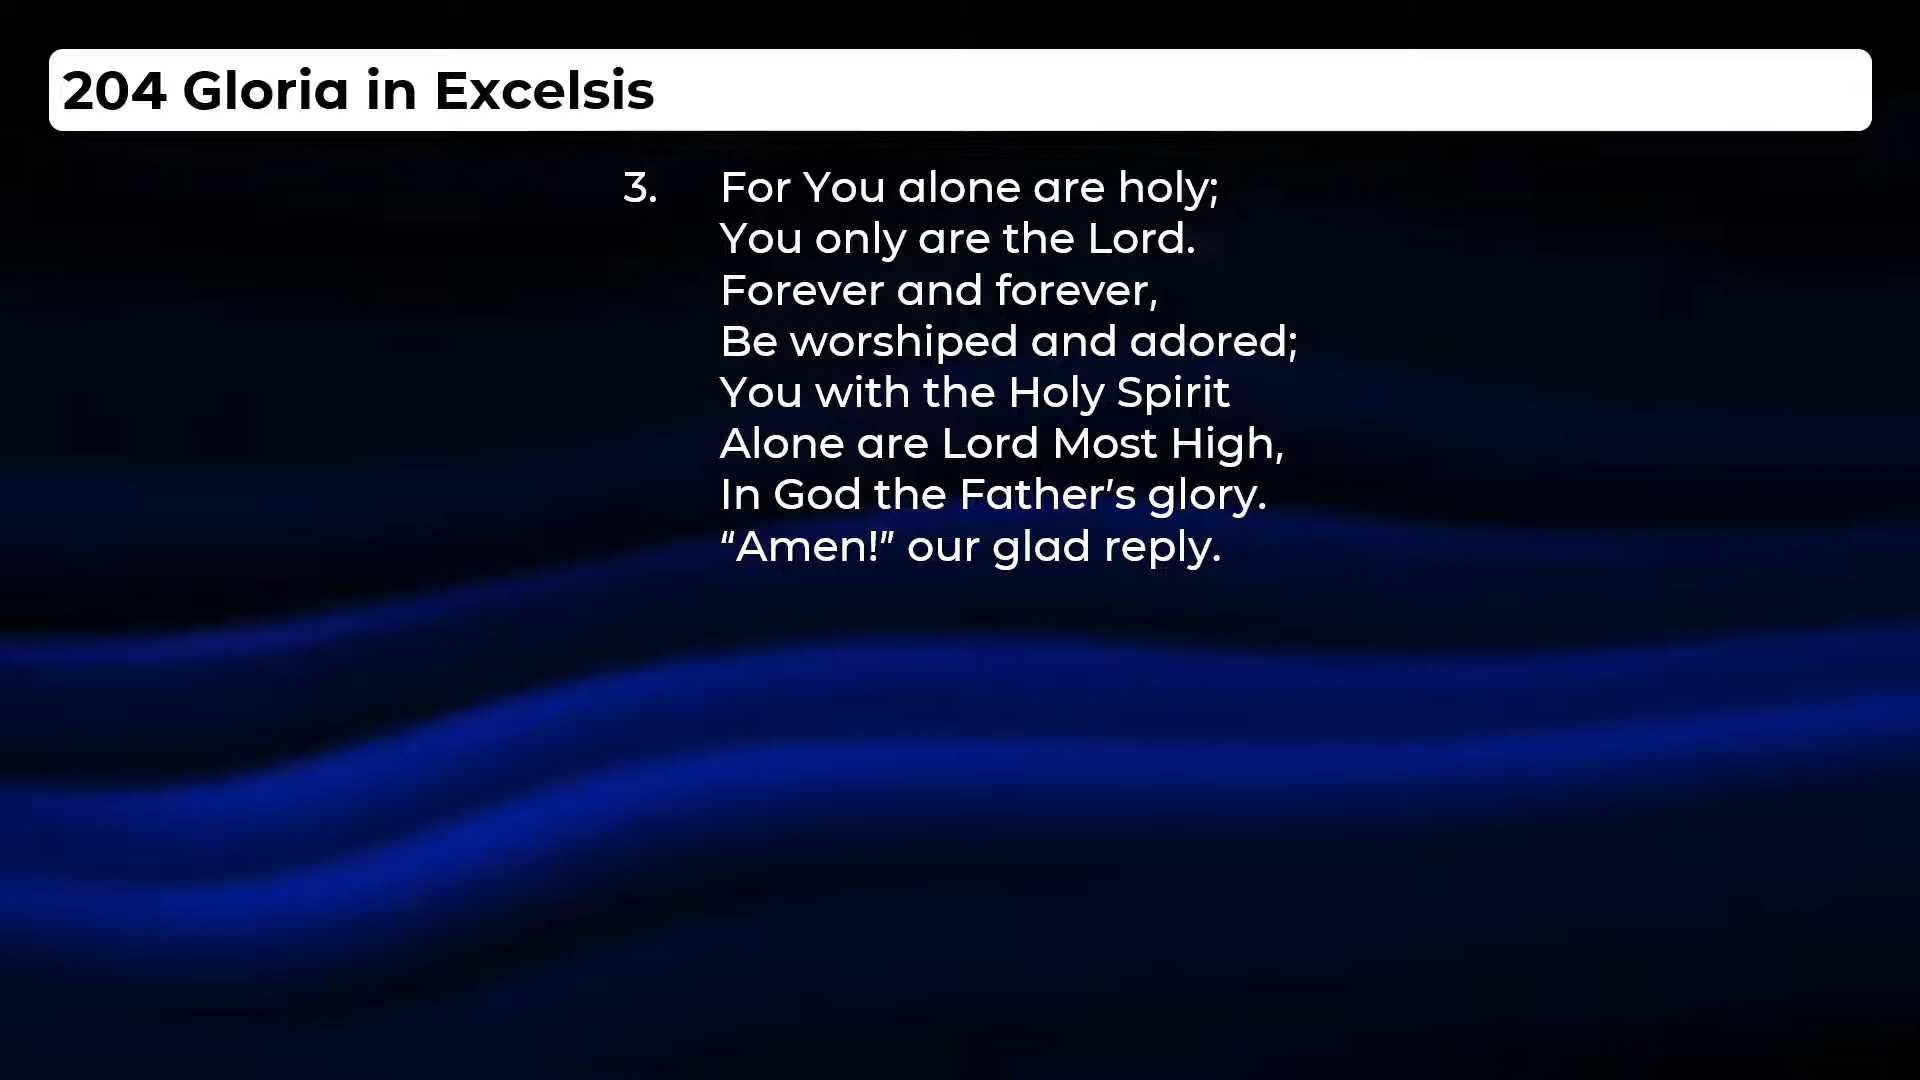 204 Gloria in Excelsis
3. For You alone are holy;
You only are the Lord.
Forever and forever,
Be worshiped and adored;
You with the Holy Spirit
Alone are Lord Most High,
In God the Father's glory.
“Amen!” our glad reply.